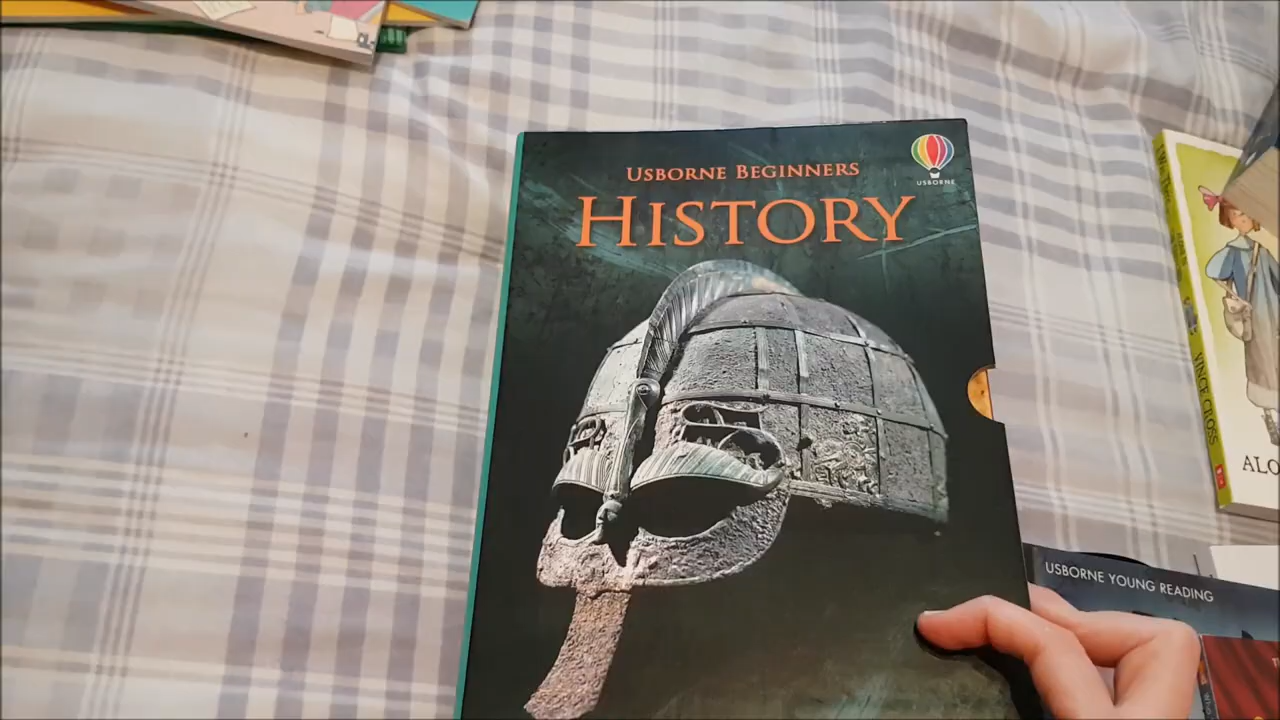 USBORNE BEGINNERS
HISTORY
USBORNE
VINCE CROSS
ALO
USBORNE YOUNG READING